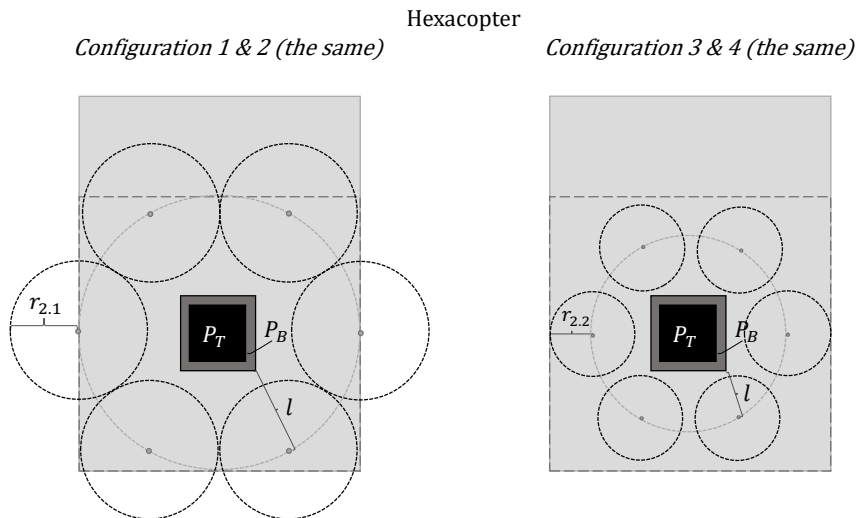 Hexacopter
Configuration 1 & 2 (the same)
Configuration 3 & 4 (the same)
r2.1
PT
PB
l
r2.2
PT
PB
l